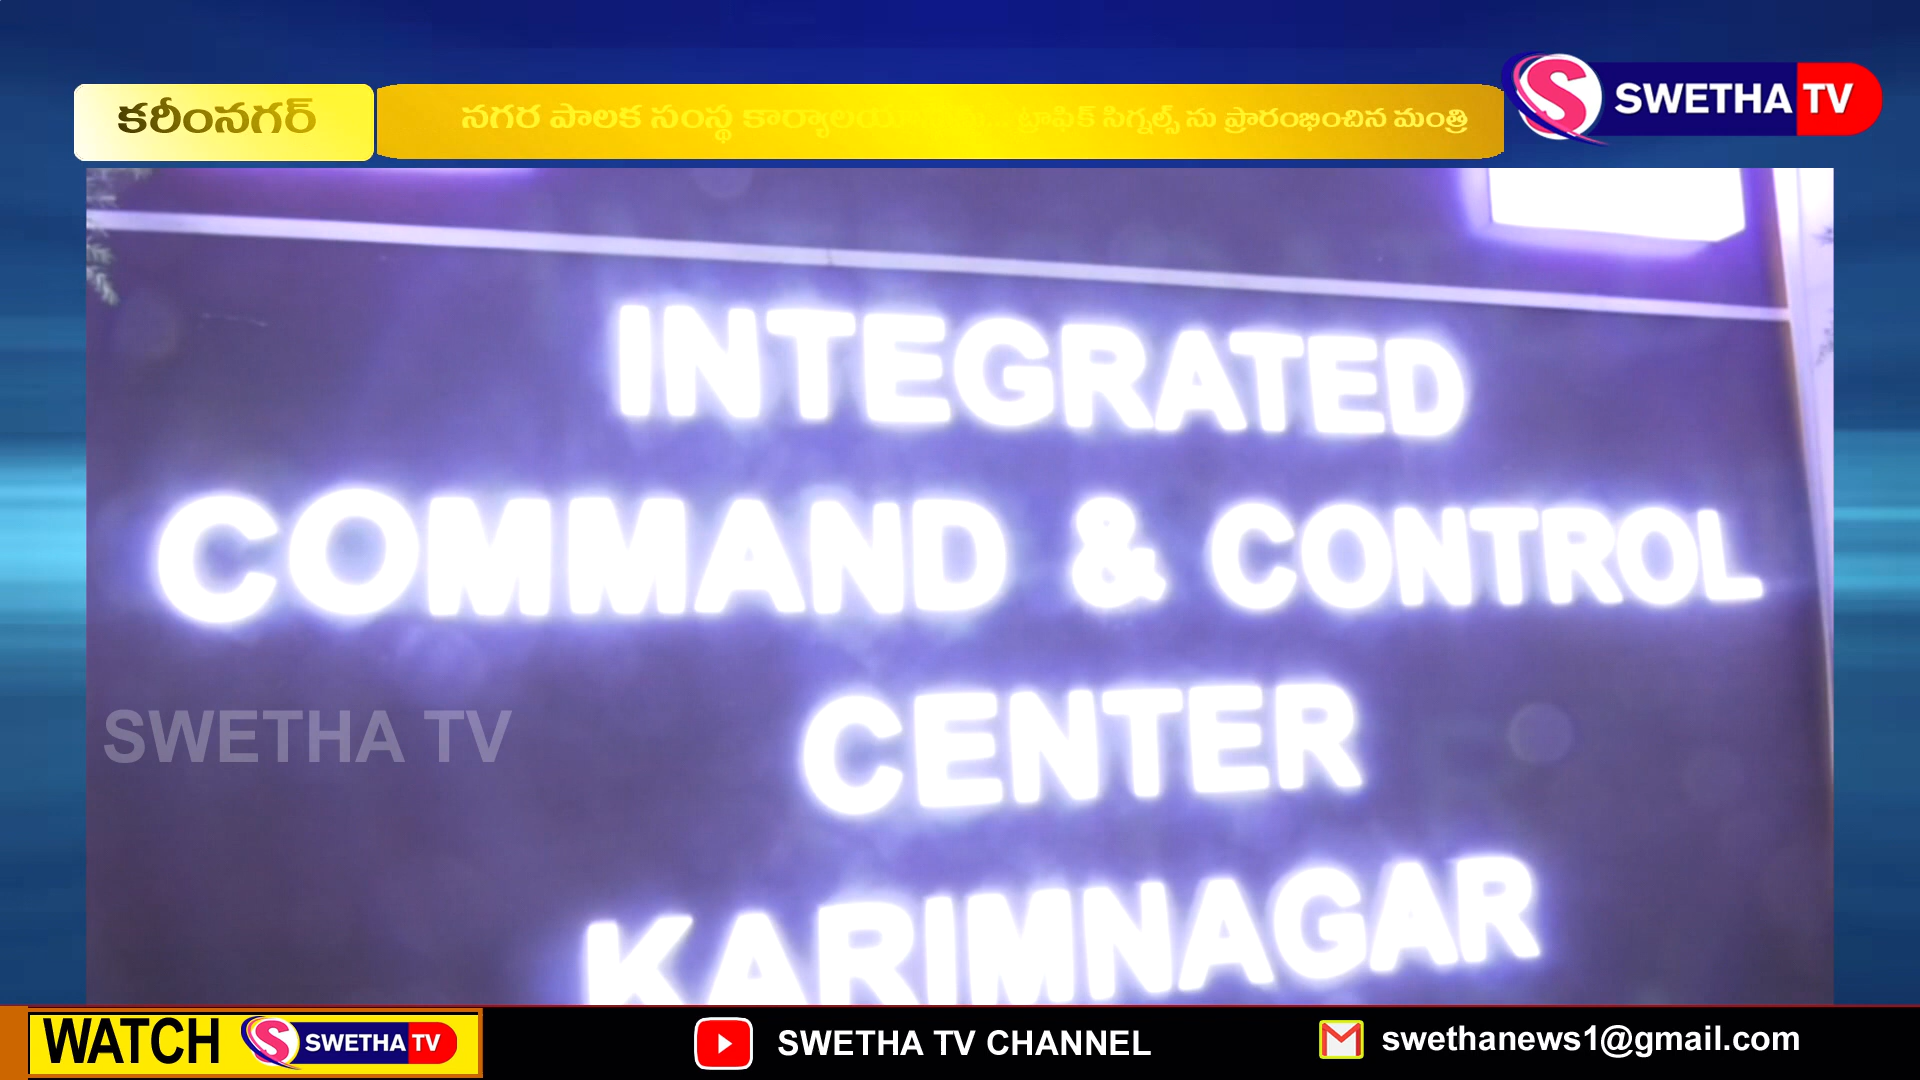 కరీంనగర్
నగర పాలక సంస్థ ట్రాఫిక్ సిగ్నల్స్ ను ప్రారంభించిన మంత్రి
SWETHA TV
INTEGRATED
COMMAND & CONTROL
CENTER
KARIMNAGAR
SWETHA TV
WATCH SWETHA TV
SWETHA TV CHANNEL
swethanews1@gmail.com